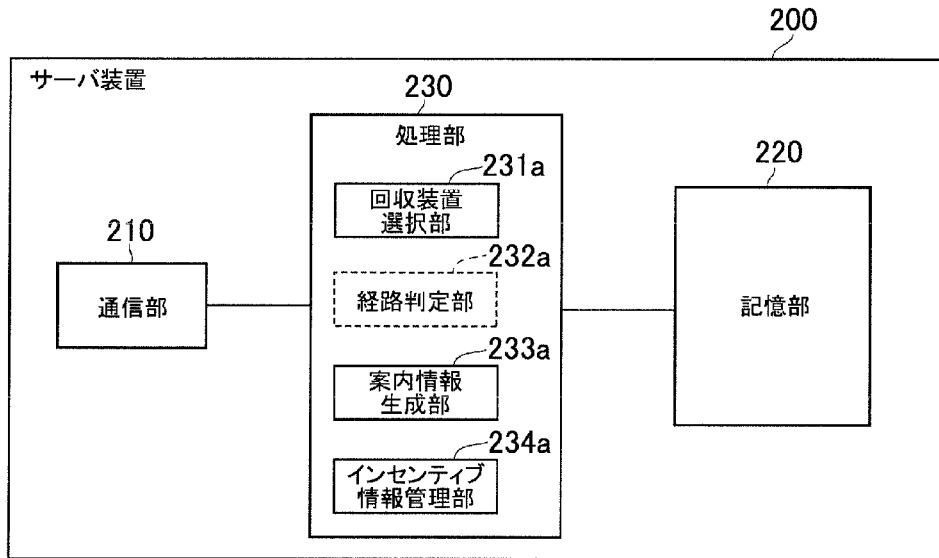 200
サーバ装置
230
処理部
231a
回収装置
選択部
220
210
232a
通信部
経路判定部
記憶部
233a
案内情報
生成部
234a
インセンティブ
情報管理部